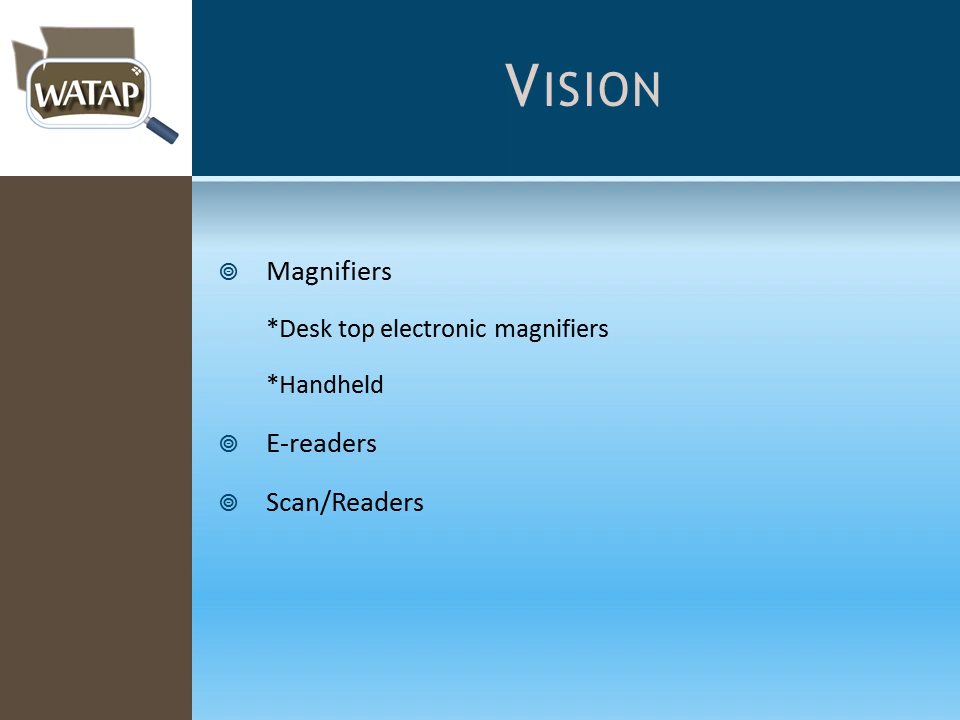 WATAP
Vision
Magnifiers
*Desk top electronic magnifiers
*Handheld
E-readers
Scan/Readers